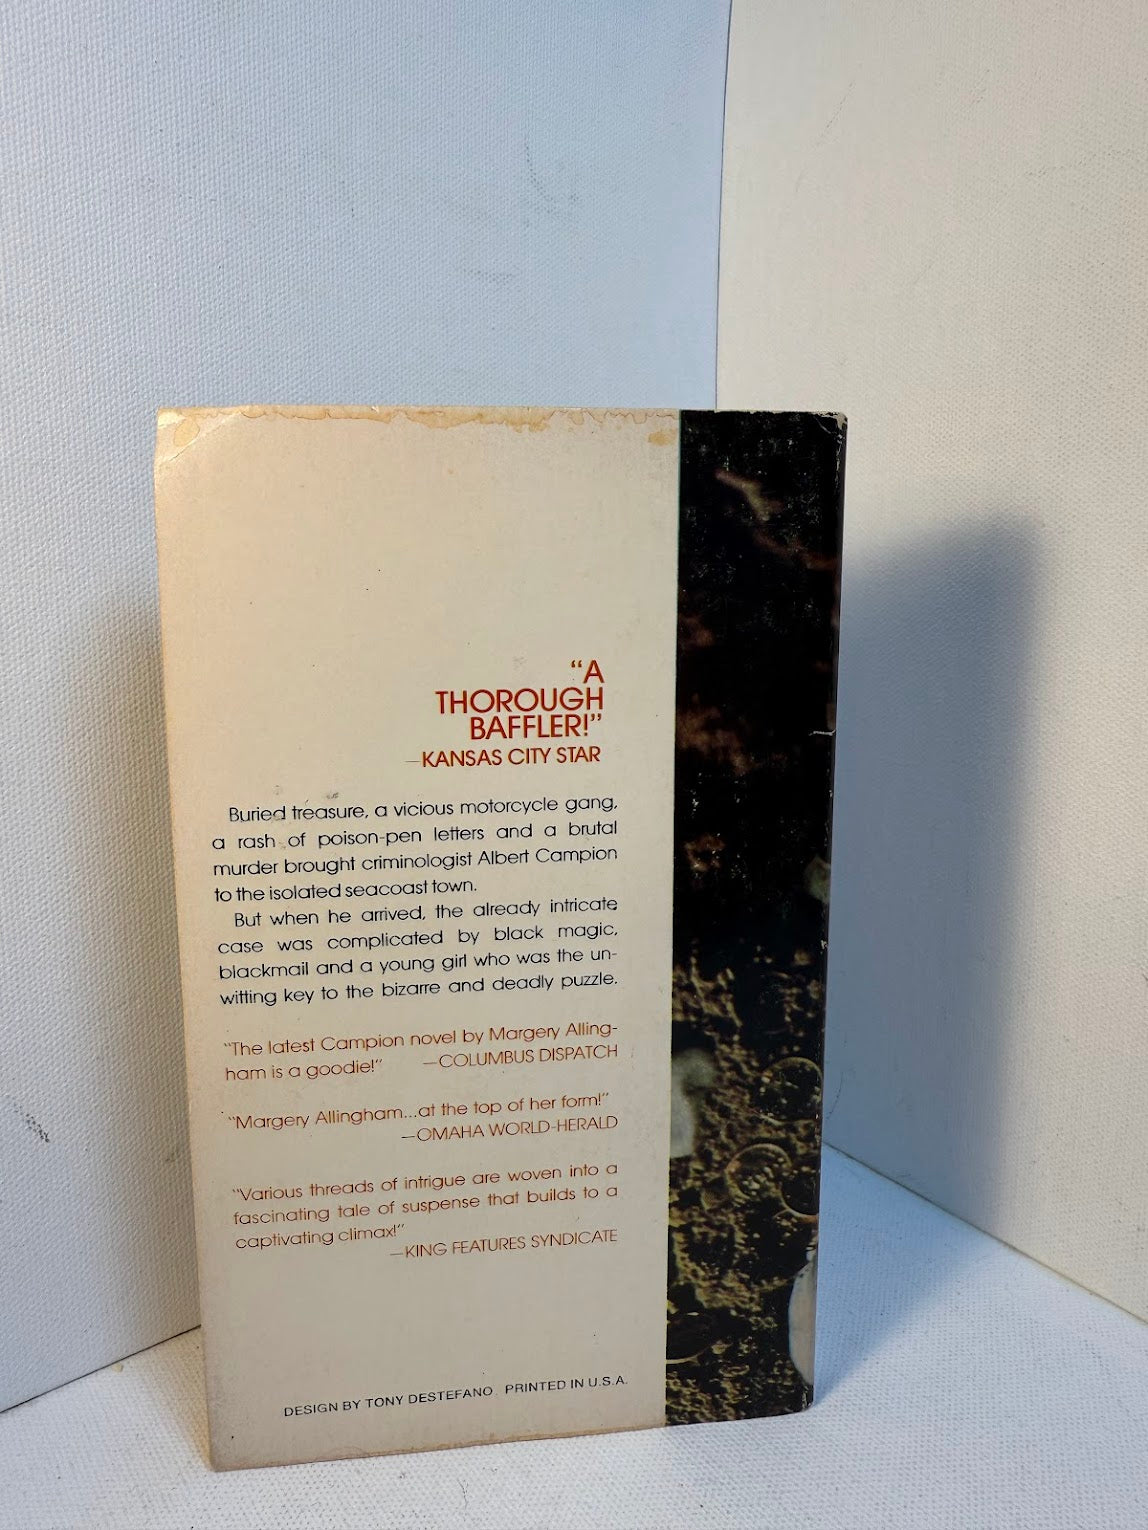 “A
THOROUGH
BAFFLER!”
—KANSAS CITY STAR
Buried treasure, a vicious motorcycle gang,
a rash of poison-pen letters and a brutal
murder brought criminologist Albert Campion
to the isolated seacoast town.
But when he arrived, the already intricate
case was complicated by black magic,
blackmail and a young girl who was the un-
witting key to the bizarre and deadly puzzle.
“The latest Campion novel by Margery Alling-
ham is a goodie!” —COLUMBUS DISPATCH
“Margery Allingham...at the top of her form!”
—OMAHA WORLD-HERALD
“Various threads of intrigue are woven into a
fascinating tale of suspense that builds to a
captivating climax!”
—KING FEATURES SYNDICATE
DESIGN BY TONY DESTEFANO PRINTED IN U.S.A.